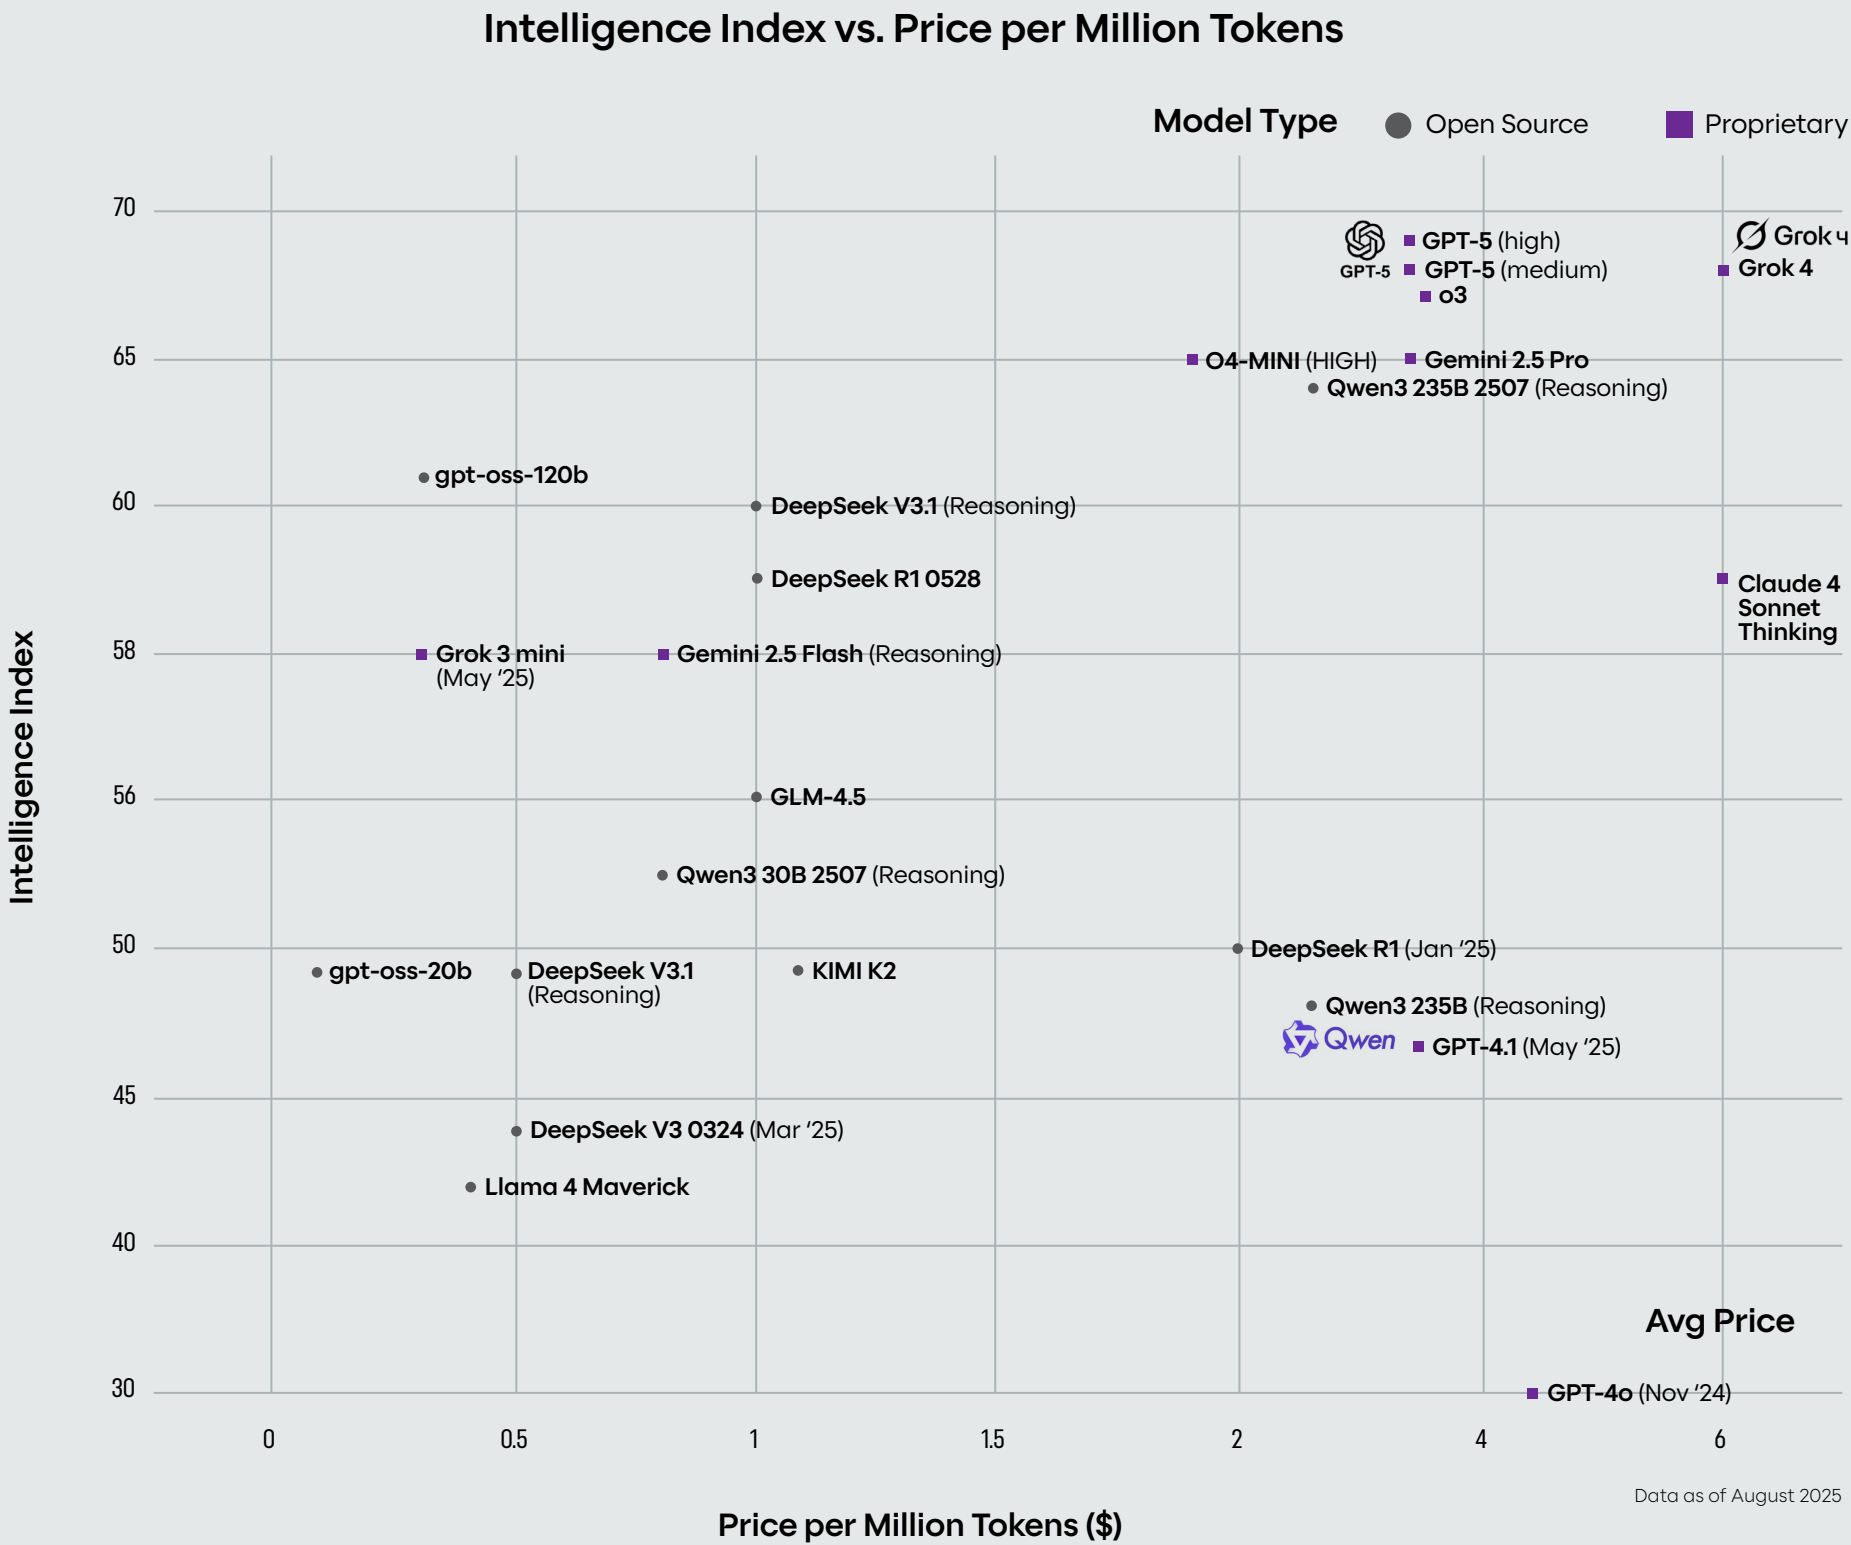 Intelligence Index vs. Price per Million Tokens
Model Type
Open Source
Proprietary
Intelligence Index
70
65
60
58
56
50
45
40
30
GPT-5
GPT-5 (high)
GPT-5 (medium)
o3
Grok 4
Grok 4
O4-MINI (HIGH)
Gemini 2.5 Pro
Qwen3 235B 2507 (Reasoning)
gpt-oss-120b
DeepSeek V3.1 (Reasoning)
DeepSeek R1 0528
Claude 4
Sonnet
Thinking
Grok 3 mini
(May ‘25)
Gemini 2.5 Flash (Reasoning)
GLM-4.5
Qwen3 30B 2507 (Reasoning)
DeepSeek R1 (Jan ‘25)
gpt-oss-20b
DeepSeek V3.1
(Reasoning)
KIMI K2
Qwen3 235B (Reasoning)
Qwen
GPT-4.1 (May ‘25)
DeepSeek V3 0324 (Mar ‘25)
Llama 4 Maverick
Avg Price
GPT-4o (Nov ‘24)
0
0.5
1
1.5
2
4
6
Data as of August 2025
Price per Million Tokens ($)